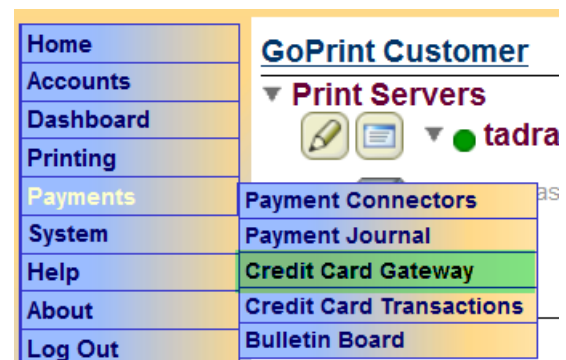 Home
Accounts
Dashboard
Printing
Payments
System
Help
About
Log Out
GoPrint Customer
Print Servers
tadra
as
Payment Connectors
Payment Journal
Credit Card Gateway
Credit Card Transactions
Bulletin Board